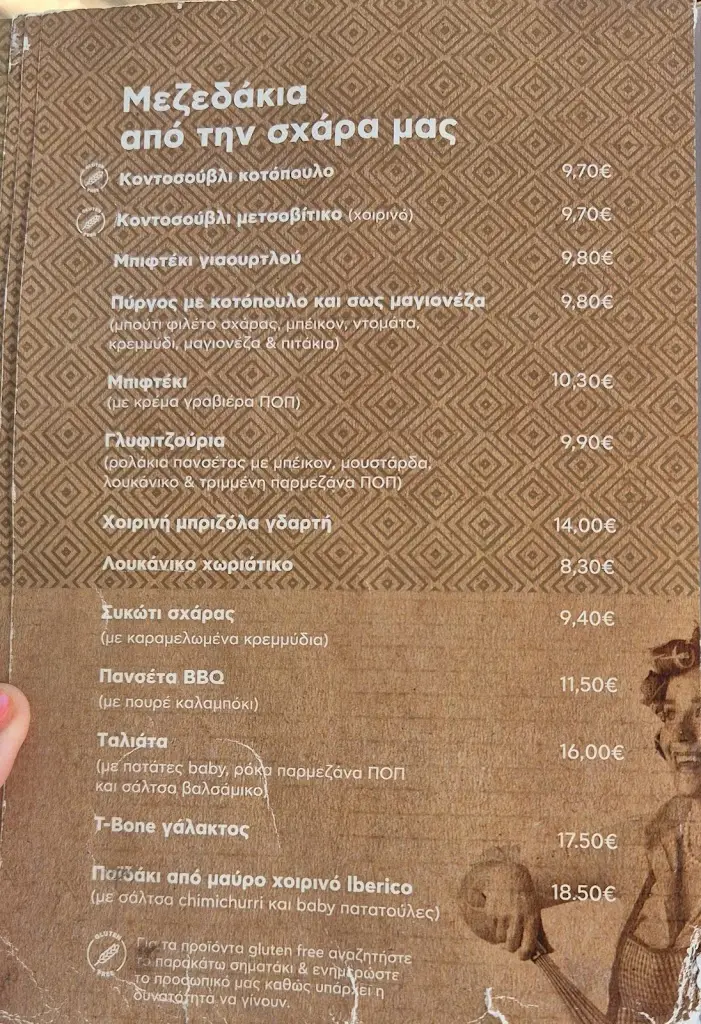 Μεζεδάκια
από την σχάρα μας
Κοντοσούβλι κοτόπουλο 9,70€
Κοντοσούβλι μετσοβίτικο (χοιρινό) 9,70€
Μπιφτέκι γιαουρτλού 9,80€
Πύργος με κοτόπουλο και σως μαγιονέζα 9,80€
(μπούτι φιλέτο σχάρας, μπέικον, ντομάτα,
κρεμμύδι, μαγιονέζα & πιτάκια)
Μπιφτέκι 10,30€
(με κρέμα γραβιέρα ΠΟΠ)
Γλυφιτζούρια 9,90€
(ρολάκια πανσέτας με μπέικον, μουστάρδα,
λουκάνικο & τριμμένη παρμεζάνα ΠΟΠ)
Χοιρινή μπριζόλα γδαρτή 14,00€
Λουκάνικο χωριάτικο 8,30€
Συκώτι σχάρας 9,40€
(με καραμελωμένα κρεμμύδια)
Πανσέτα BBQ 11,50€
(με πουρέ καλαμπόκι)
Ταλιάτα 16,00€
(με πατάτες baby, ρόκα παρμεζάνα ΠΟΠ
και σάλτσα βαλσάμικο)
T-Bone γάλακτος 17.50€
Παϊδάκι από μαύρο χοιρινό Iberico 18.50€
(με σάλτσα chimichurri και baby πατατούλες)
GLUTEN FREE
Για τα προϊόντα gluten free αναζητήστε
το παρακάτω σηματάκι & ενημερώστε
το προσωπικό μας καθώς υπάρχει η
δυνατότητα να γίνουν.